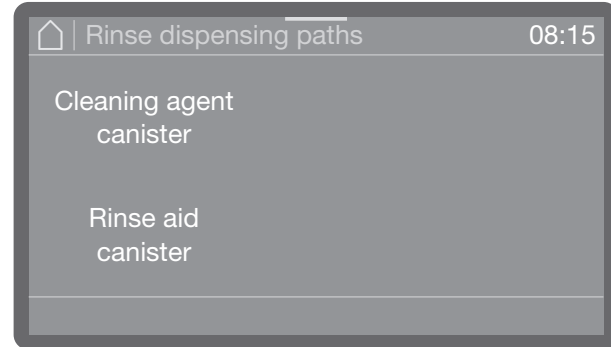 Rinse dispensing paths 08:15
Cleaning agent
canister
Rinse aid
canister